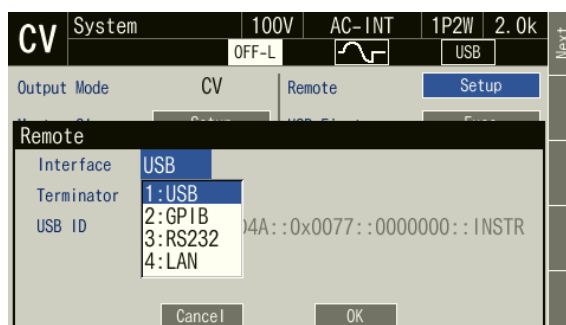 CV System 100V AC-INT 1P2W 2.0k Next
OFF-L USB
Output Mode CV Remote Setup
Remote
Interface USB
Terminator 1:USB
2:GPIB
USB ID 04A::0x0077::0000000::INSTR
3:RS232
4:LAN
Cancel OK